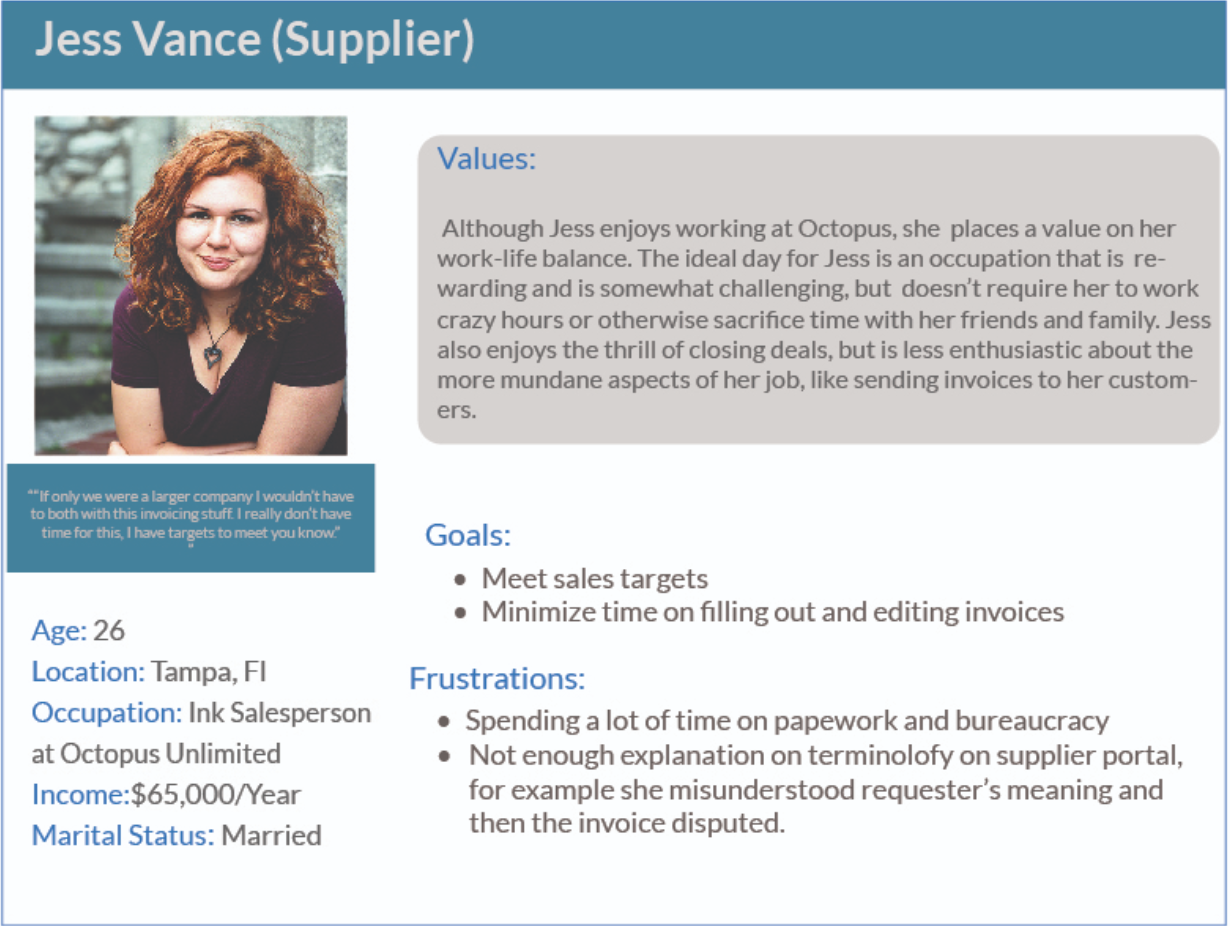 Jess Vance (Supplier)
Values:
Although Jess enjoys working at Octopus, she places a value on her
work-life balance. The ideal day for Jess is an occupation that is re-
warding and is somewhat challenging, but doesn't require her to work
crazy hours or otherwise sacrifice time with her friends and family. Jess
also enjoys the thrill of closing deals, but is less enthusiastic about the
more mundane aspects of her job, like sending invoices to her custom-
ers.
““If only we were a larger company I wouldn't have
to both with this invoicing stuff. I really don't have
time for this, I have targets to meet you know.”
”
Age: 26
Location: Tampa, Fl
Occupation: Ink Salesperson
at Octopus Unlimited
Income:$65,000/Year
Marital Status: Married
Goals:
• Meet sales targets
• Minimize time on filling out and editing invoices
Frustrations:
• Spending a lot of time on papework and bureaucracy
• Not enough explanation on terminolofy on supplier portal,
for example she misunderstood requester's meaning and
then the invoice disputed.